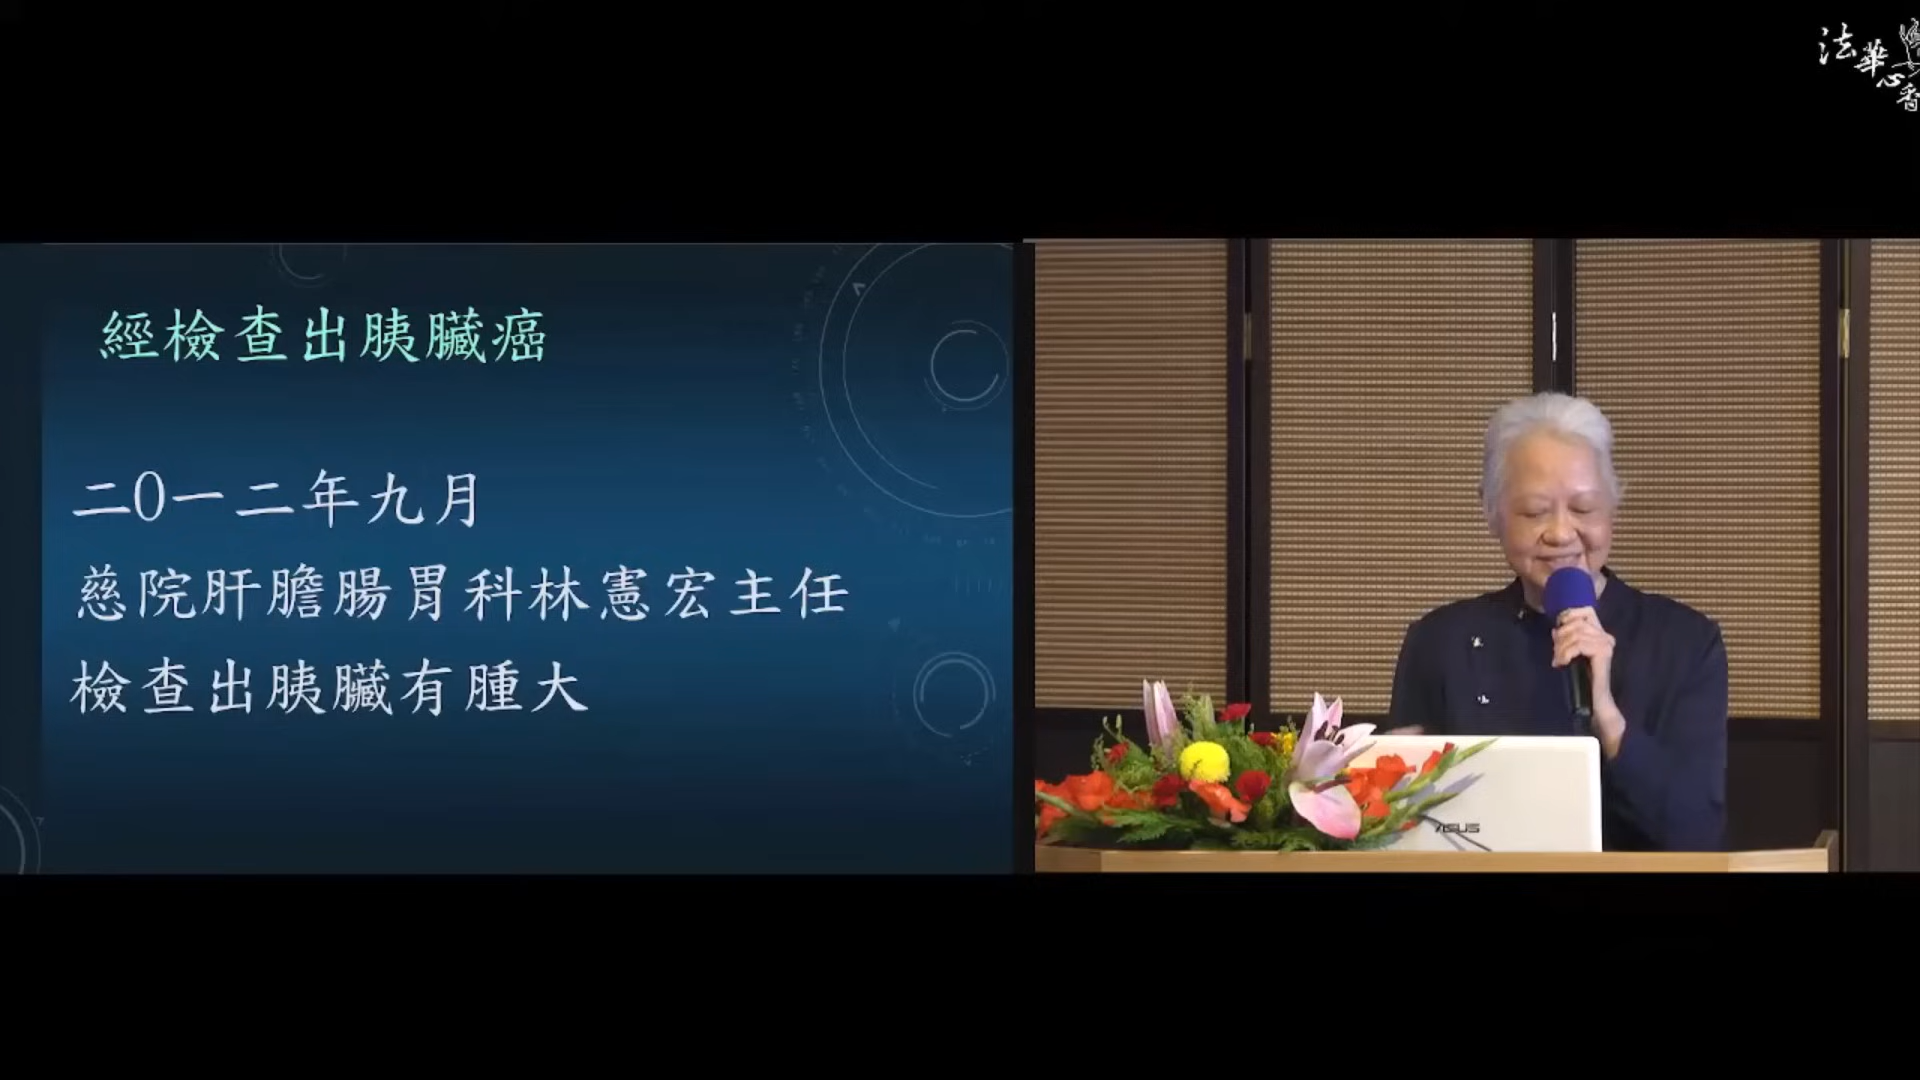 法華心香
經檢查出胰臟癌
二0一二年九月
慈院肝膽腸胃科林憲宏主任
檢查出胰臟有腫大
ASUS